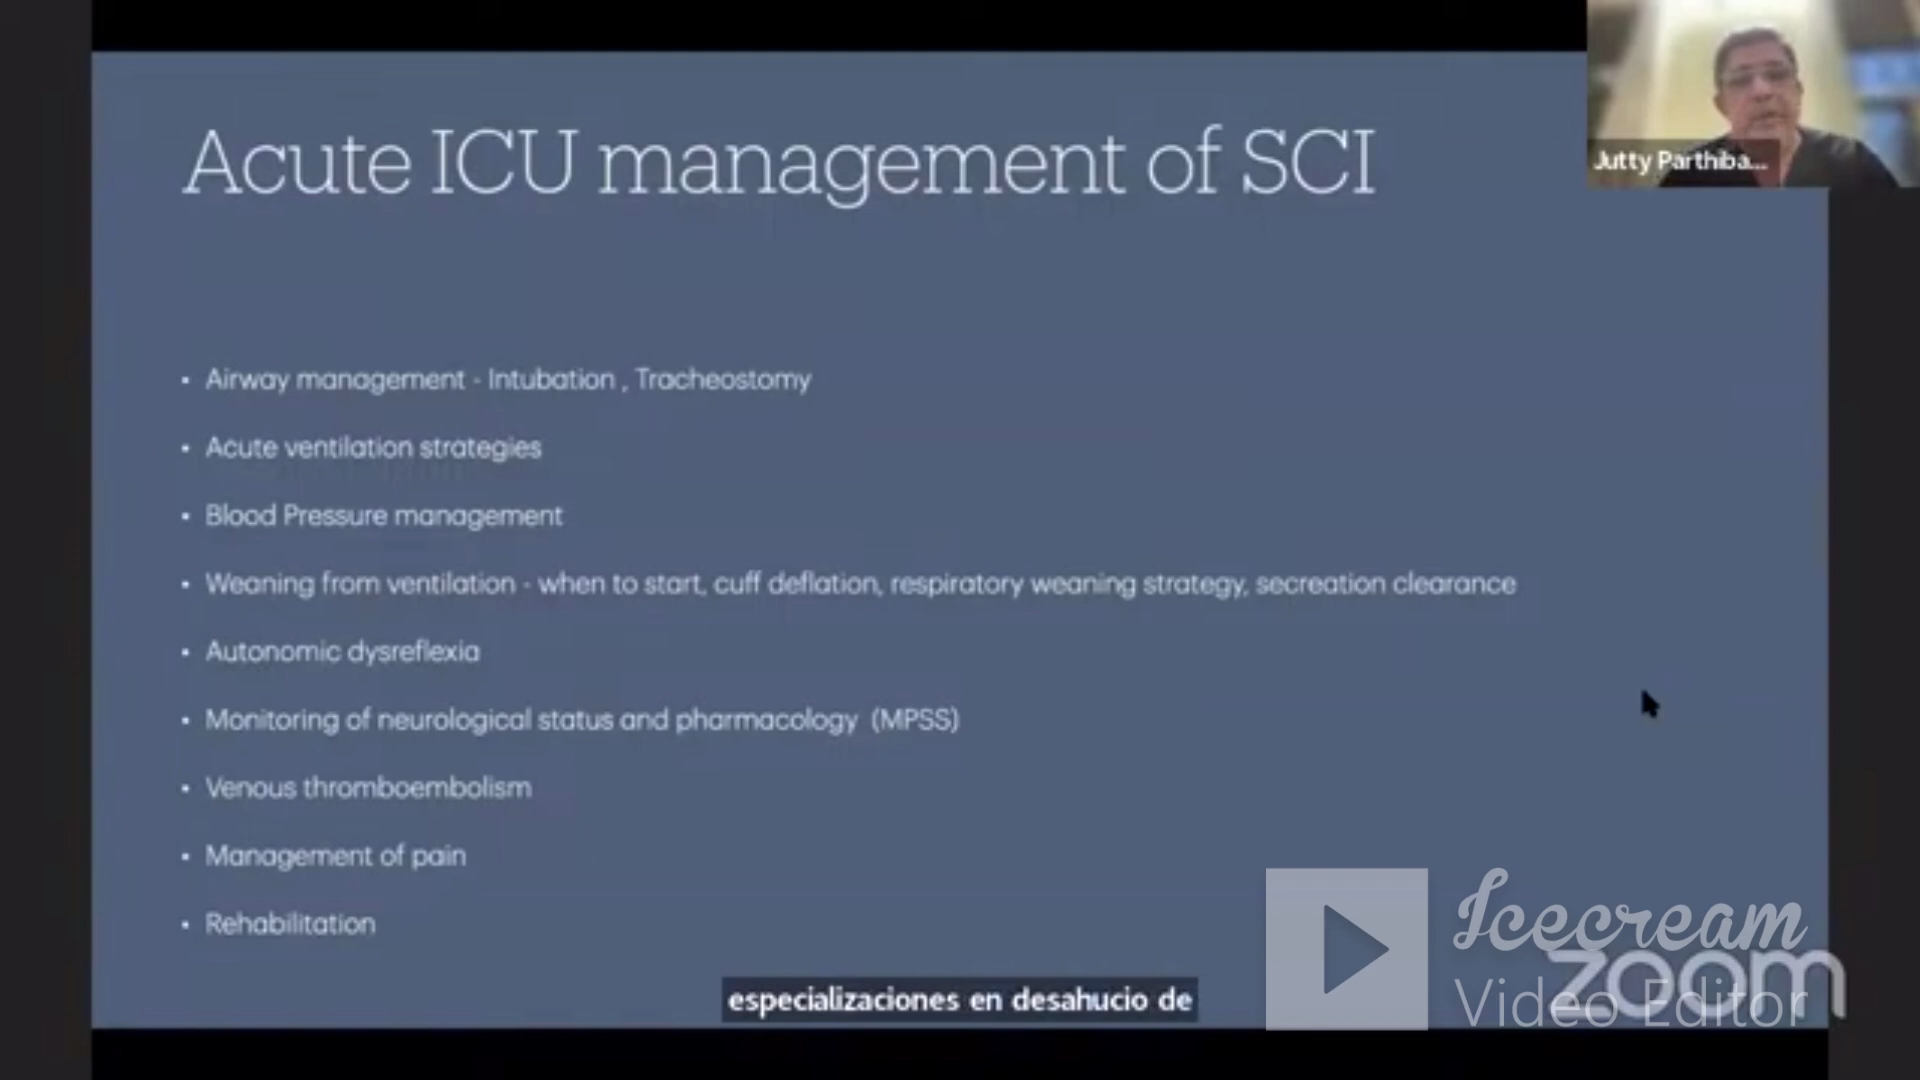 Acute ICU management of SCI
Jutty Parthiba...
• Airway management - Intubation , Tracheostomy
• Acute ventilation strategies
• Blood Pressure management
• Weaning from ventilation - when to start, cuff deflation, respiratory weaning strategy, secreation clearance
• Autonomic dysreflexia
• Monitoring of neurological status and pharmacology (MPSS)
• Venous thromboembolism
• Management of pain
• Rehabilitation
especializaciones en desahucio de
Icecream
Video Editor
zoom